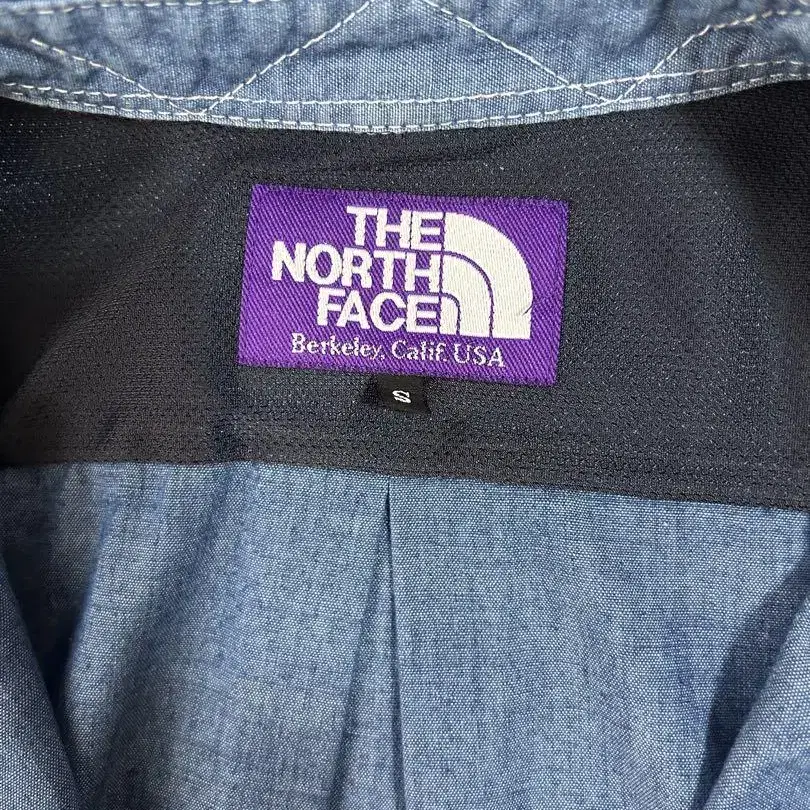 THE
NORTH
FACE
Berkeley, Calif. USA
S